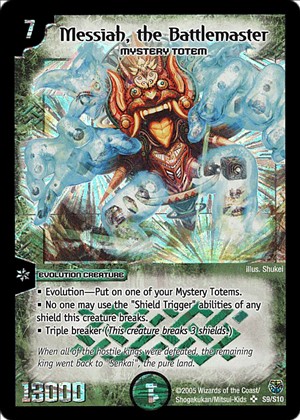 7
Messiah, the Battlemaster
MYSTERY TOTEM
illus. Shukei
EVOLUTION CREATURE
▪ Evolution—Put on one of your Mystery Totems.
▪ No one may use the "Shield Trigger" abilities of any
shield this creature breaks.
▪ Triple breaker (This creature breaks 3 shields.)
When all of the hostile kings were defeated, the remaining
king went back to "Senkai", the pure land.
13000
©2005 Wizards of the Coast/
Shogakukan/Mitsui-Kids S9/S10